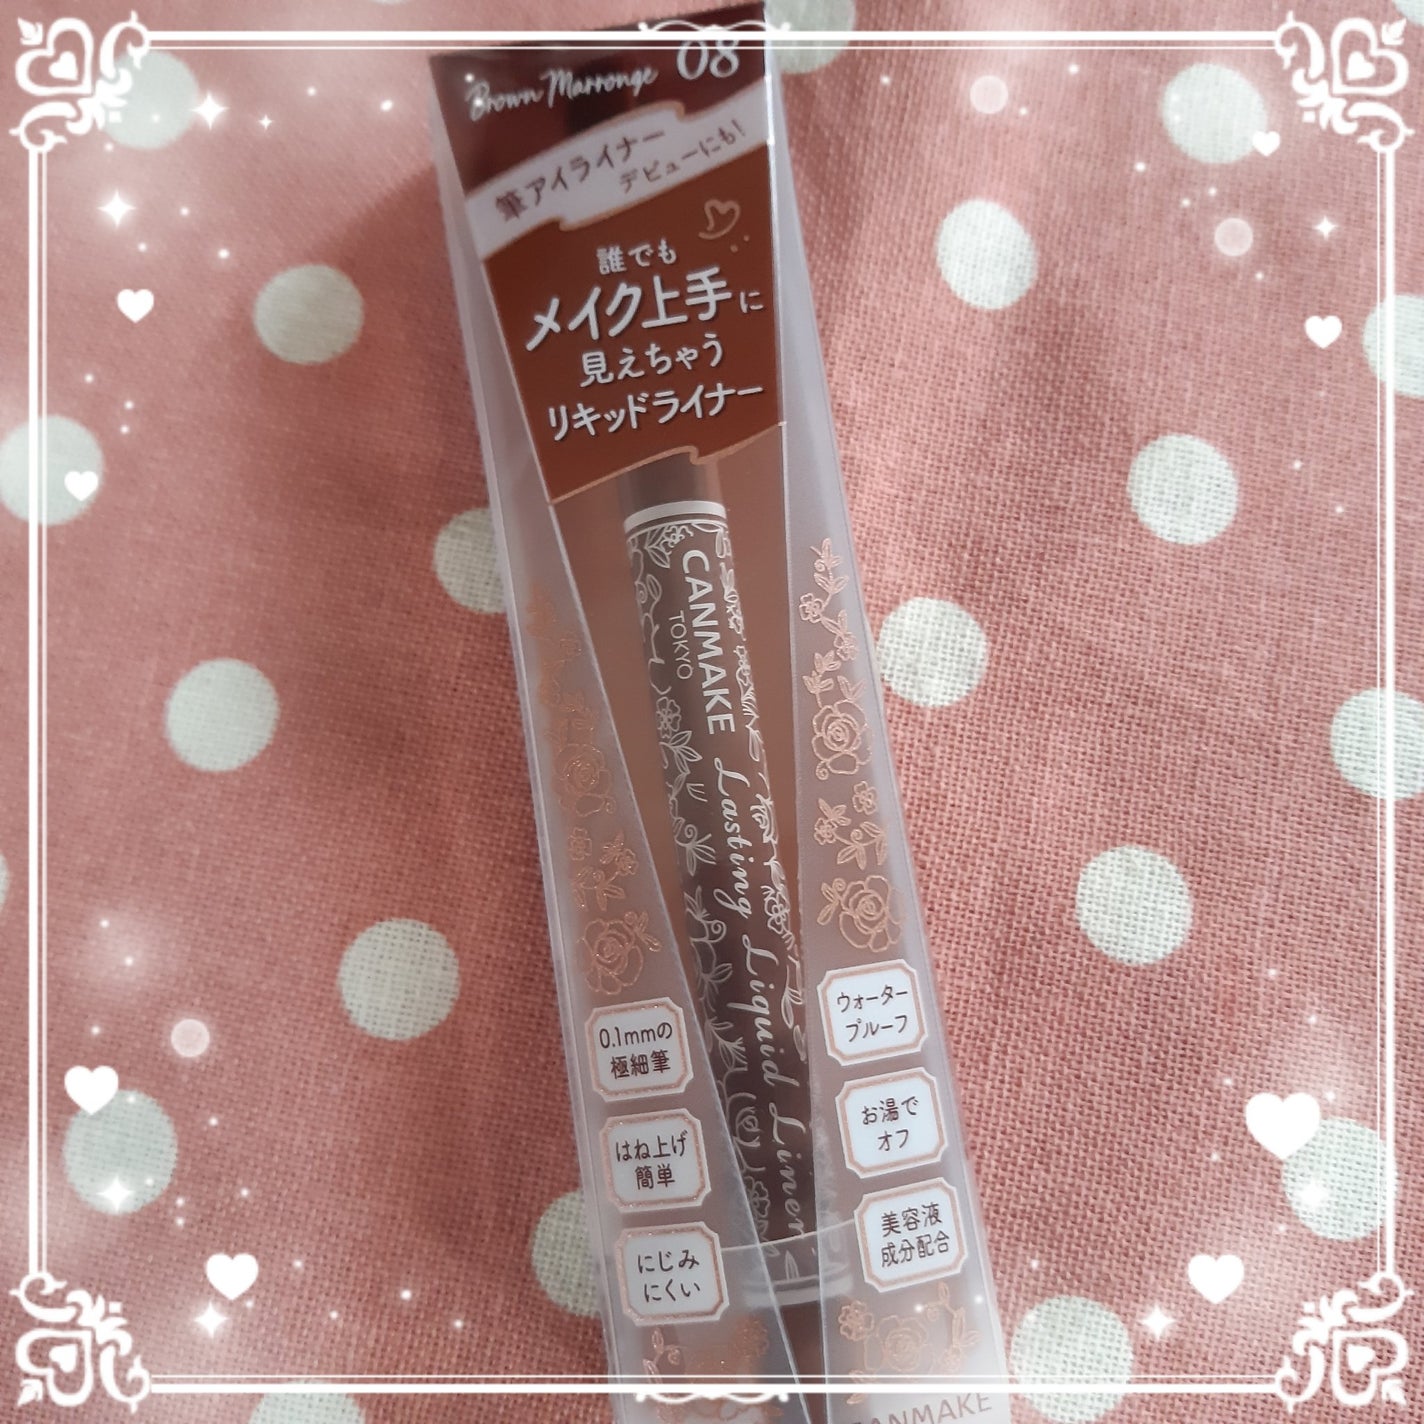 Brown Marronge 08
筆アイライナー
デビューにも!
誰でも
メイク上手に
見えちゃう
リキッドライナー
CANMAKE
TOKYO
Lasting Liquid Liner
0.1mmの
極細筆
はね上げ
簡単
にじみ
にくい
ウォーター
プルーフ
お湯で
オフ
美容液
成分配合
CANMAKE